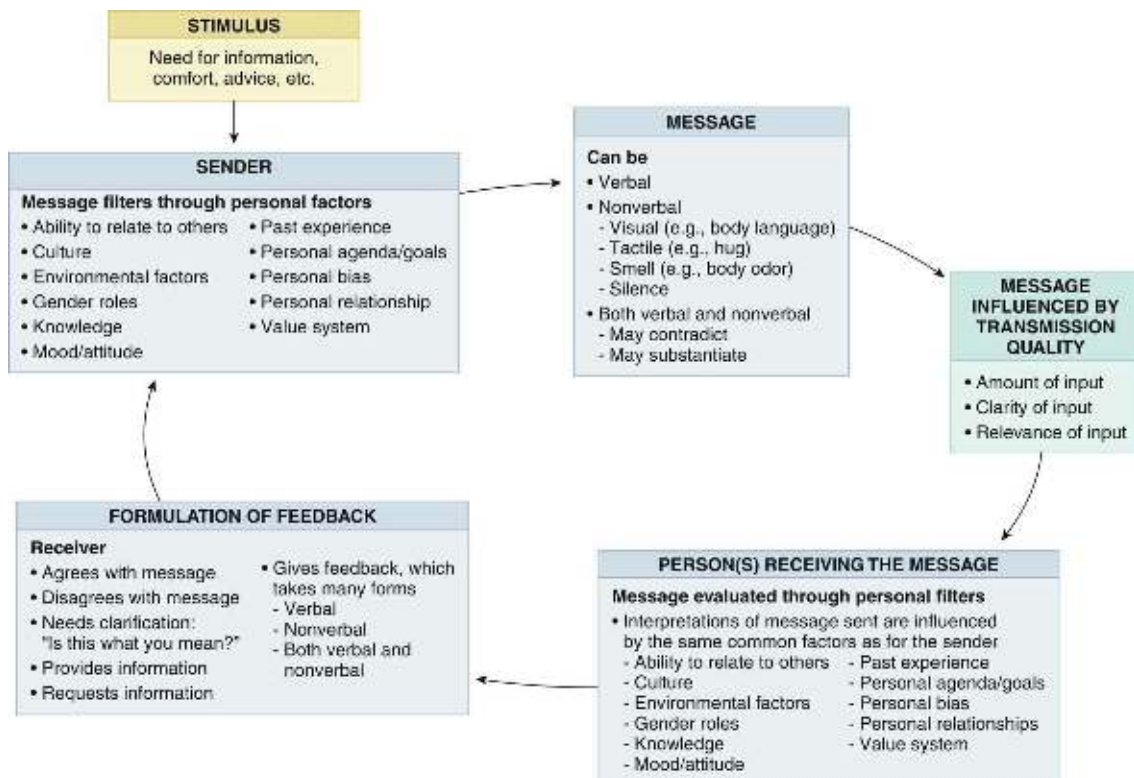 STIMULUS
Need for information,
comfort, advice, etc.
SENDER
Message filters through personal factors
• Ability to relate to others
• Culture
• Environmental factors
• Gender roles
• Knowledge
• Mood/attitude
• Past experience
• Personal agenda/goals
• Personal bias
• Personal relationship
• Value system
MESSAGE
Can be
• Verbal
• Nonverbal
- Visual (e.g., body language)
- Tactile (e.g., hug)
- Smell (e.g., body odor)
- Silence
• Both verbal and nonverbal
- May contradict
- May substantiate
MESSAGE
INFLUENCED BY
TRANSMISSION
QUALITY
• Amount of input
• Clarity of input
• Relevance of input
PERSON(S) RECEIVING THE MESSAGE
Message evaluated through personal filters
• Interpretations of message sent are influenced
by the same common factors as for the sender
- Ability to relate to others
- Culture
- Environmental factors
- Gender roles
- Knowledge
- Mood/attitude
- Past experience
- Personal agenda/goals
- Personal bias
- Personal relationships
- Value system
FORMULATION OF FEEDBACK
Receiver
• Agrees with message
• Disagrees with message
• Needs clarification:
"Is this what you mean?"
• Provides information
• Requests information
• Gives feedback, which
takes many forms
- Verbal
- Nonverbal
- Both verbal and
nonverbal